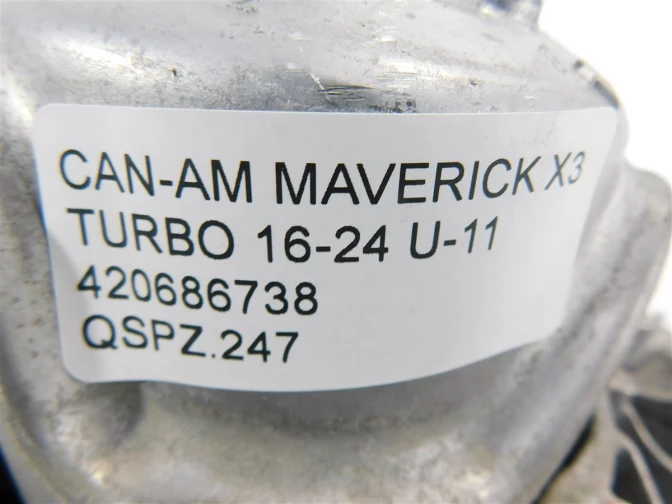 CAN-AM MAVERICK X3
TURBO 16-24 U-11
420686738
QSPZ.247